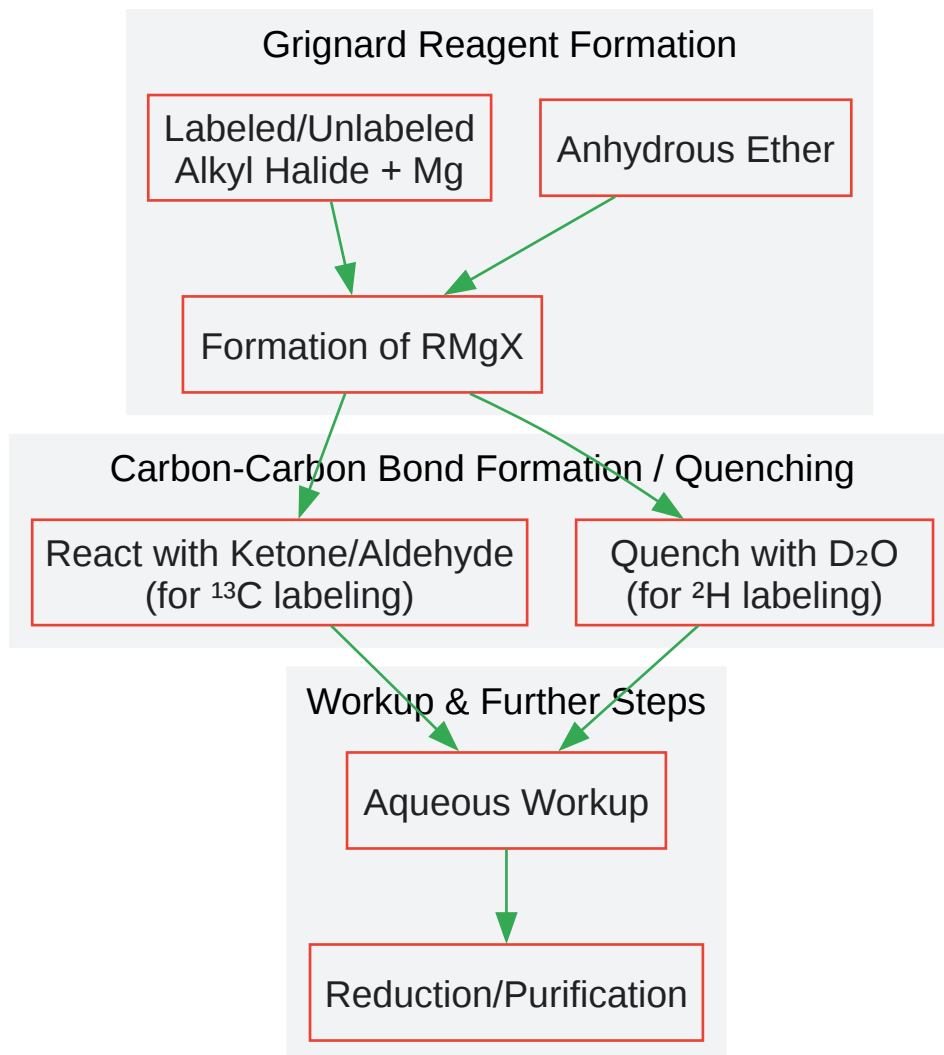 Grignard Reagent Formation
Labeled/Unlabeled
Alkyl Halide + Mg
Anhydrous Ether
Formation of RMgX
Carbon-Carbon Bond Formation / Quenching
React with Ketone/Aldehyde
(for ¹³C labeling)
Quench with D₂O
(for ²H labeling)
Workup & Further Steps
Aqueous Workup
Reduction/Purification